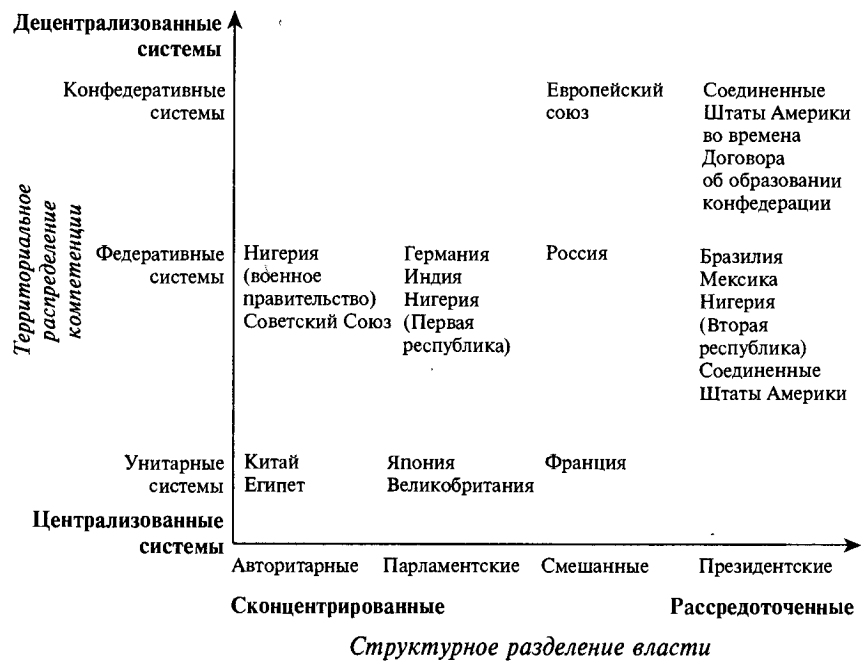 Децентрализованные
системы
Конфедеративные
системы
Европейский
союз
Соединенные
Штаты Америки
во времена
Договора
об образовании
конфедерации
Территориальное
распределение
компетенции
Федеративные
системы
Нигерия
(военное
правительство)
Советский Союз
Германия
Индия
Нигерия
(Первая
республика)
Россия
Бразилия
Мексика
Нигерия
(Вторая
республика)
Соединенные
Штаты Америки
Унитарные
системы
Китай
Египет
Япония
Великобритания
Франция
Централизованные
системы
Авторитарные
Парламентские
Смешанные
Президентские
Сконцентрированные
Рассредоточенные
Структурное разделение власти